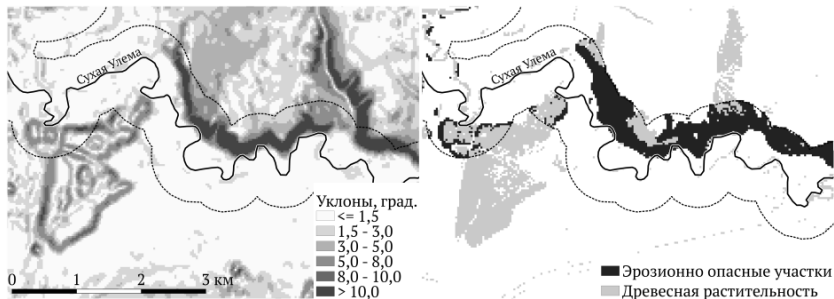 Сухая Улема
Уклоны, град.
<= 1,5
1,5 - 3,0
3,0 - 5,0
5,0 - 8,0
8,0 - 10,0
> 10,0
0 1 2 3 км
Сухая Улема
Эрозионно опасные участки
Древесная растительность